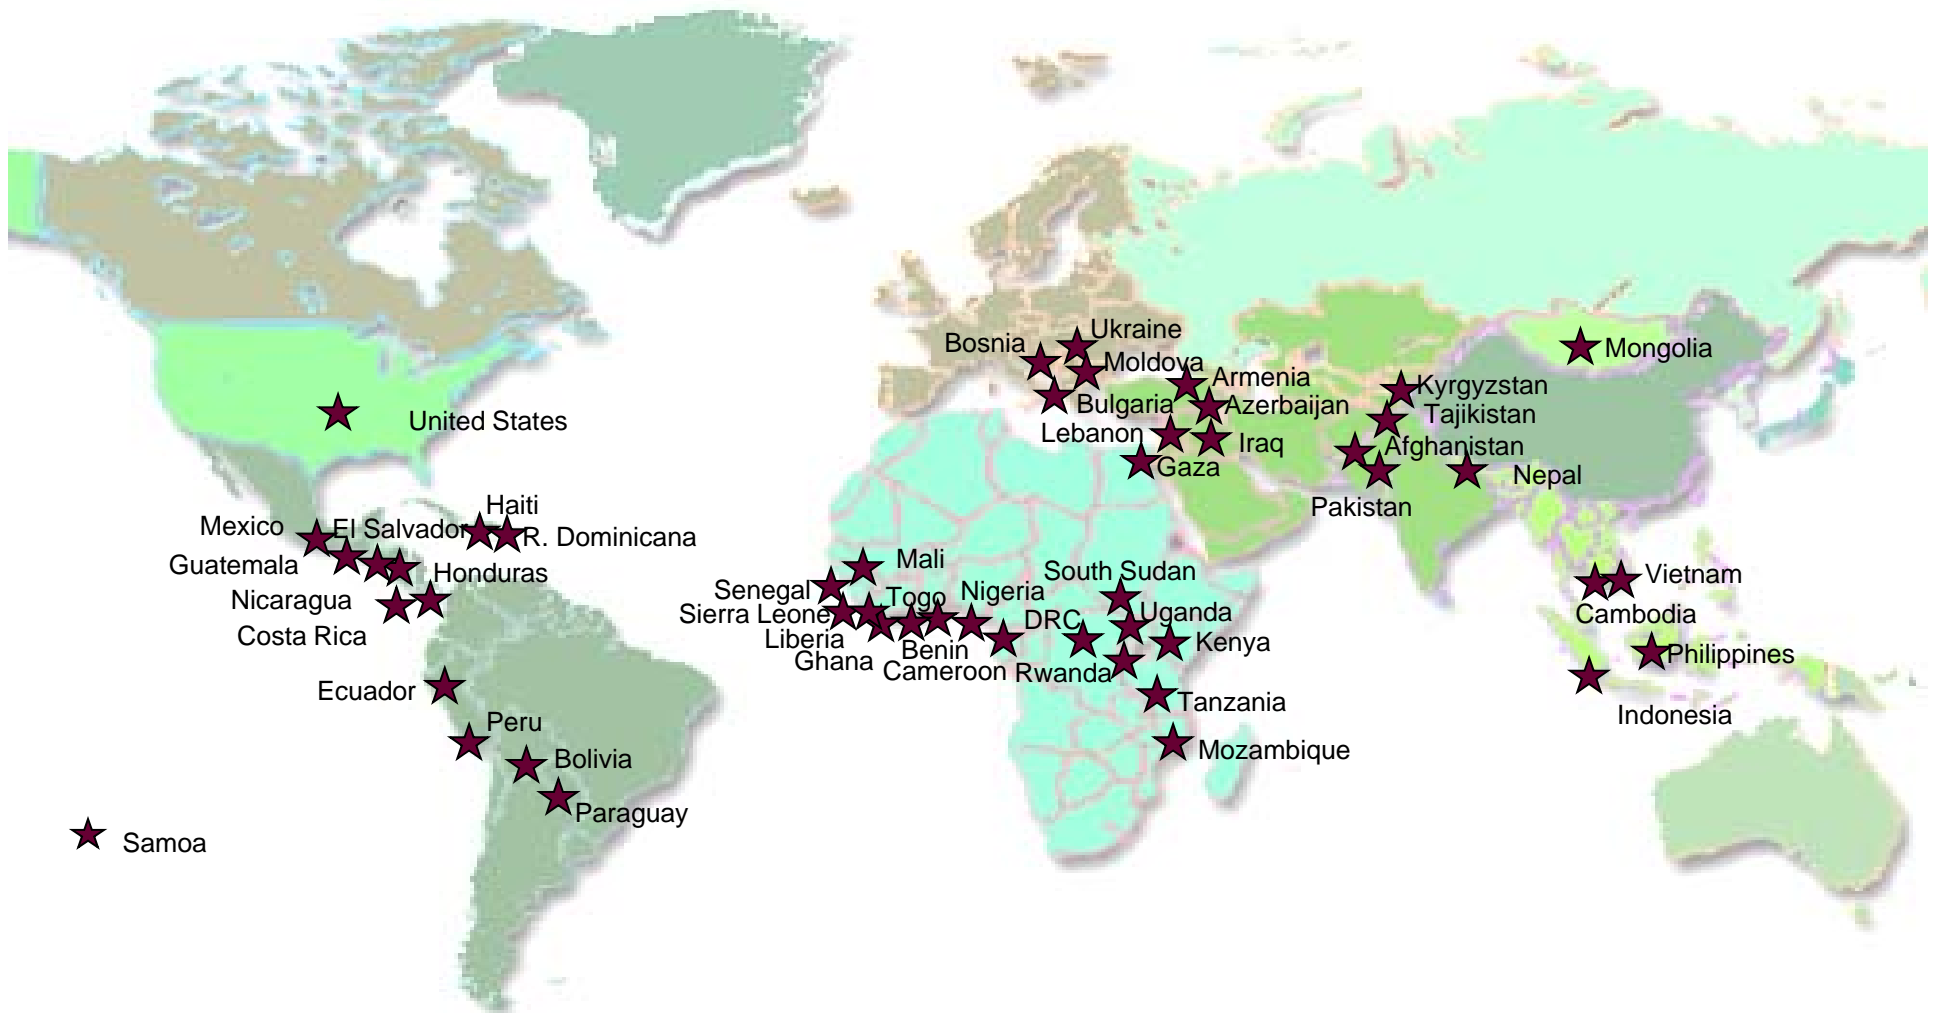 Ukraine
Bosnia
Mongolia
Moldova
Armenia
Kyrgyzstan
Bulgaria
Azerbaijan
Tajikistan
United States
Lebanon
Iraq
Afghanistan
Gaza
Nepal
Pakistan
Haiti
Mexico
El Salvador
R. Dominicana
Guatemala
Honduras
Mali
South Sudan
Vietnam
Senegal
Togo
Nigeria
Nicaragua
Sierra Leone
DRC
Uganda
Cambodia
Costa Rica
Liberia
Benin
Kenya
Ghana
Cameroon
Rwanda
Philippines
Ecuador
Tanzania
Indonesia
Peru
Mozambique
Bolivia
Paraguay
Samoa